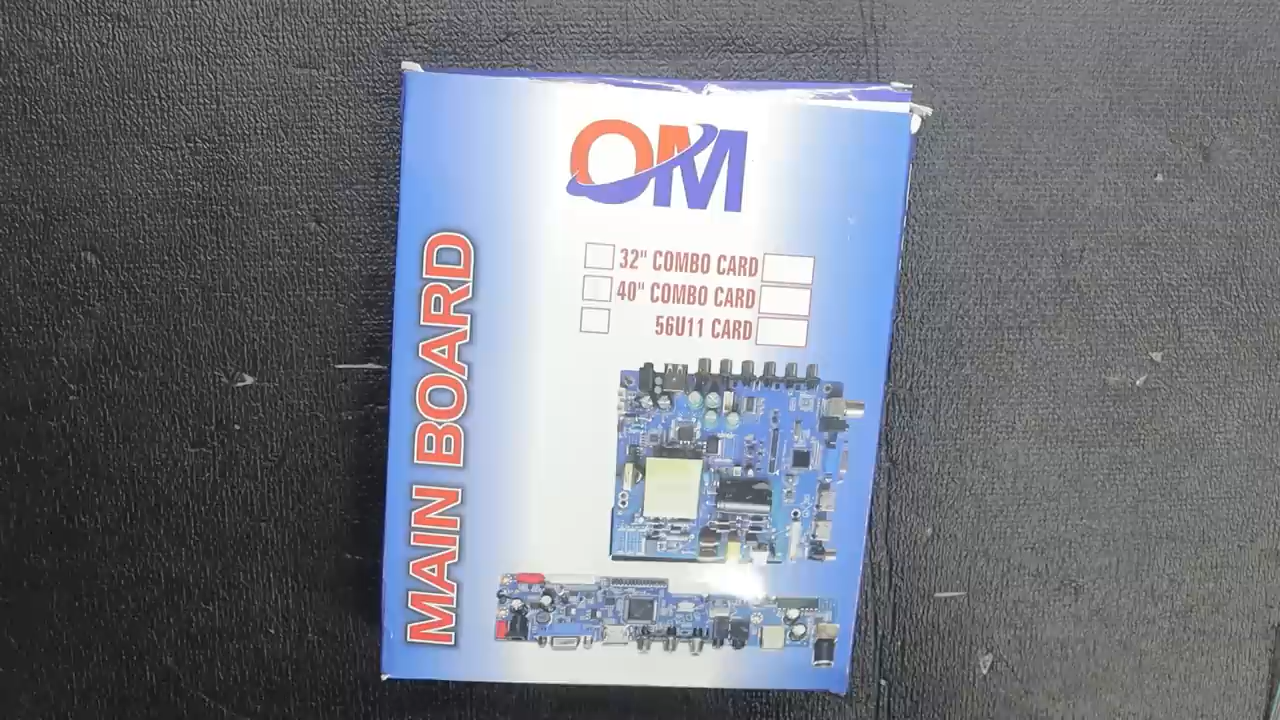 OM
32" COMBO CARD
40" COMBO CARD
56U11 CARD
MAIN BOARD